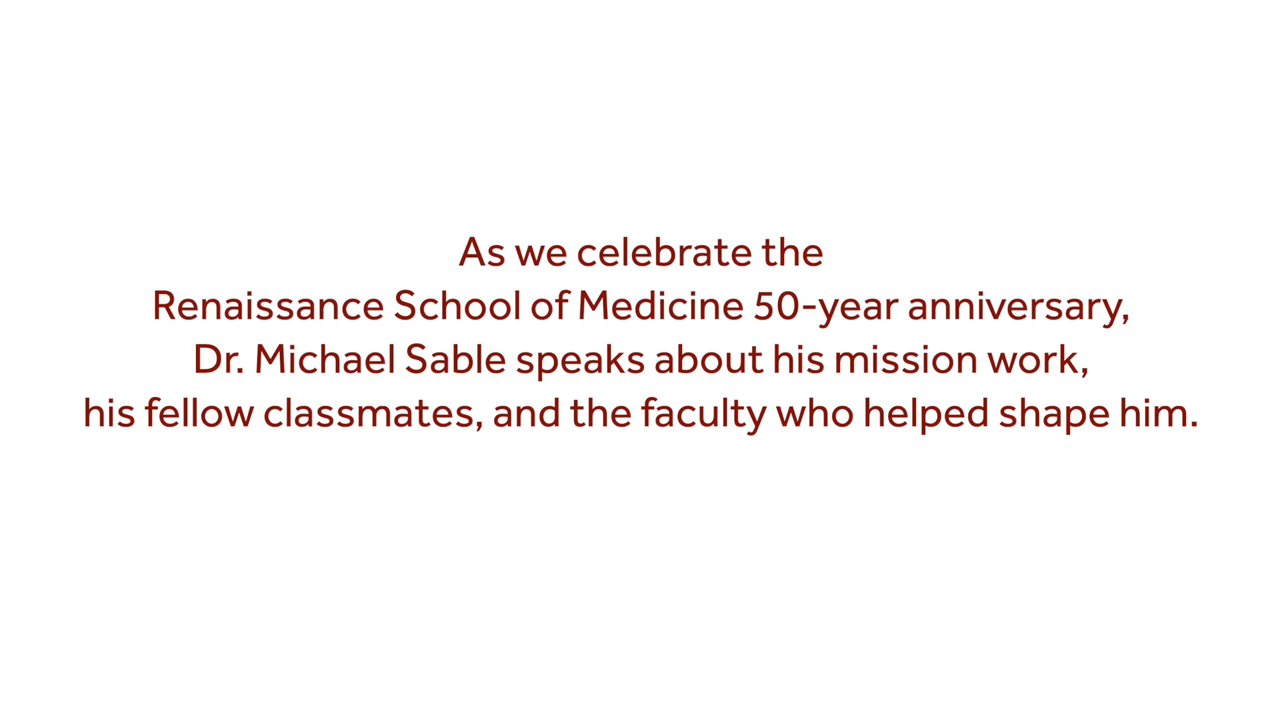 As we celebrate the
Renaissance School of Medicine 50-year anniversary,
Dr. Michael Sable speaks about his mission work,
his fellow classmates, and the faculty who helped shape him.